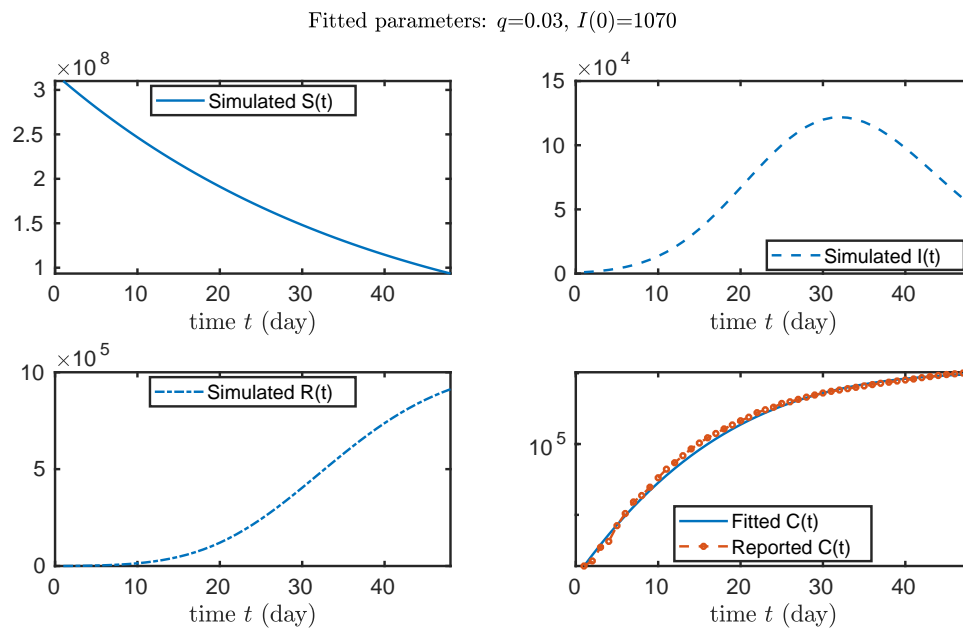 Fitted parameters: q=0.03, I(0)=1070
×10 8
3
2.5
2
1
Simulated S(t)
0 10 20 30 40
time t (day)
×10 4
15
10
5
0
Simulated I(t)
0 10 20 30 40
time t (day)
×10 5
10
5
0
Simulated R(t)
0 10 20 30 40
time t (day)
10 5
Fitted C(t)
Reported C(t)
0 10 20 30 40
time t (day)